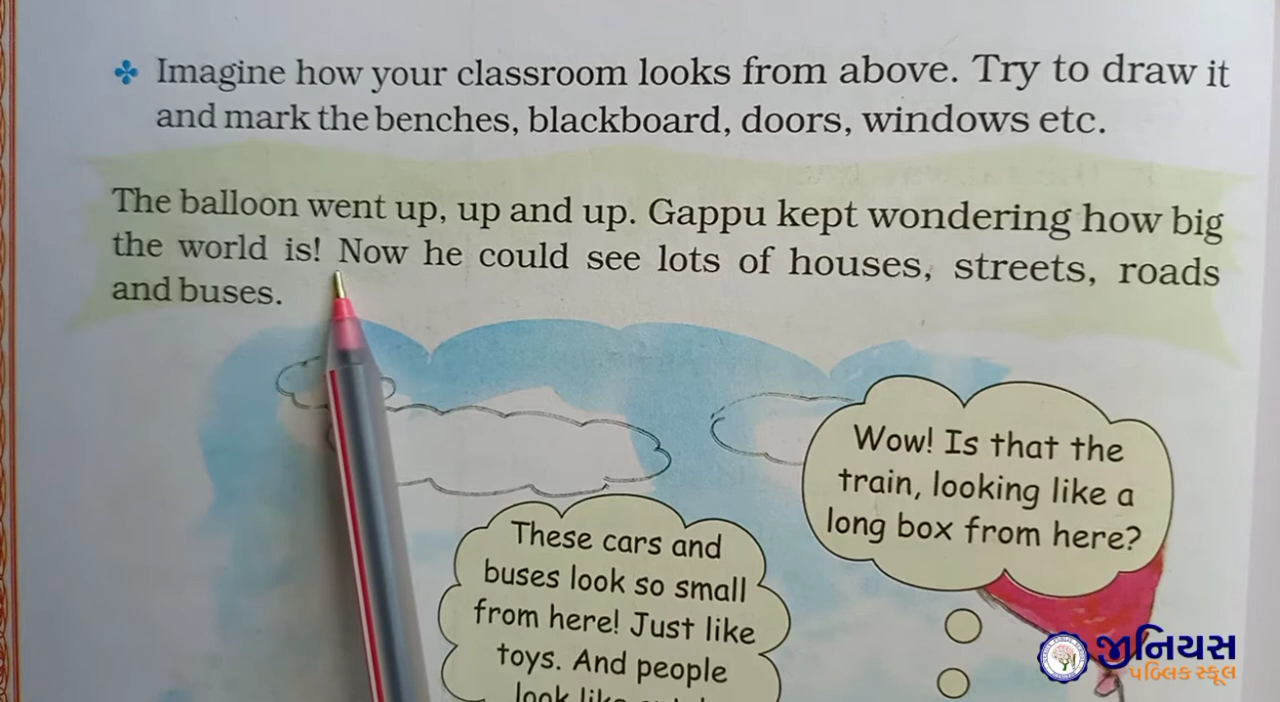 Imagine how your classroom looks from above. Try to draw it
and mark the benches, blackboard, doors, windows etc.
The balloon went up, up and up. Gappu kept wondering how big
the world is! Now he could see lots of houses, streets, roads
and buses.
Wow! Is that the
train, looking like a
long box from here?
These cars and
buses look so small
from here! Just like
toys. And people
look like
જીનિયસ
પબ્લિક સ્કૂલ